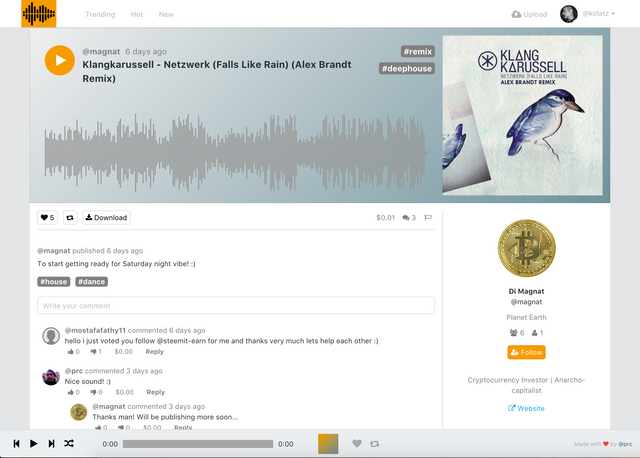 Trending Hot New Upload @kolatz
@magnat 6 days ago
#remix
Klangkarussell - Netzwerk (Falls Like Rain) (Alex Brandt
Remix)
#deephouse
KLANG
KARUSSELL
NETZWERK (FALLS LIKE RAIN)
ALEX BRANDT REMIX
5 Download $0.01 3
@magnat published 6 days ago
To start getting ready for Saturday night vibe! :)
#house #dance
Write your comment
@mostafafathy11 commented 6 days ago
hello i just voted you follow @steemit-earn for me and thanks very much lets help each other :)
0 1 $0.00 Reply
@prc commented 3 days ago
Nice sound! :)
0 0 $0.00 Reply
@magnat commented 3 days ago
Thanks man! Will be publishing more soon...
0 0 $0.00 Reply
Di Magnat
@magnat
Planet Earth
6 1
Follow
Cryptocurrency Investor | Anarcho-
capitalist
Website
0:00 0:00
Made with ❤ by @prc